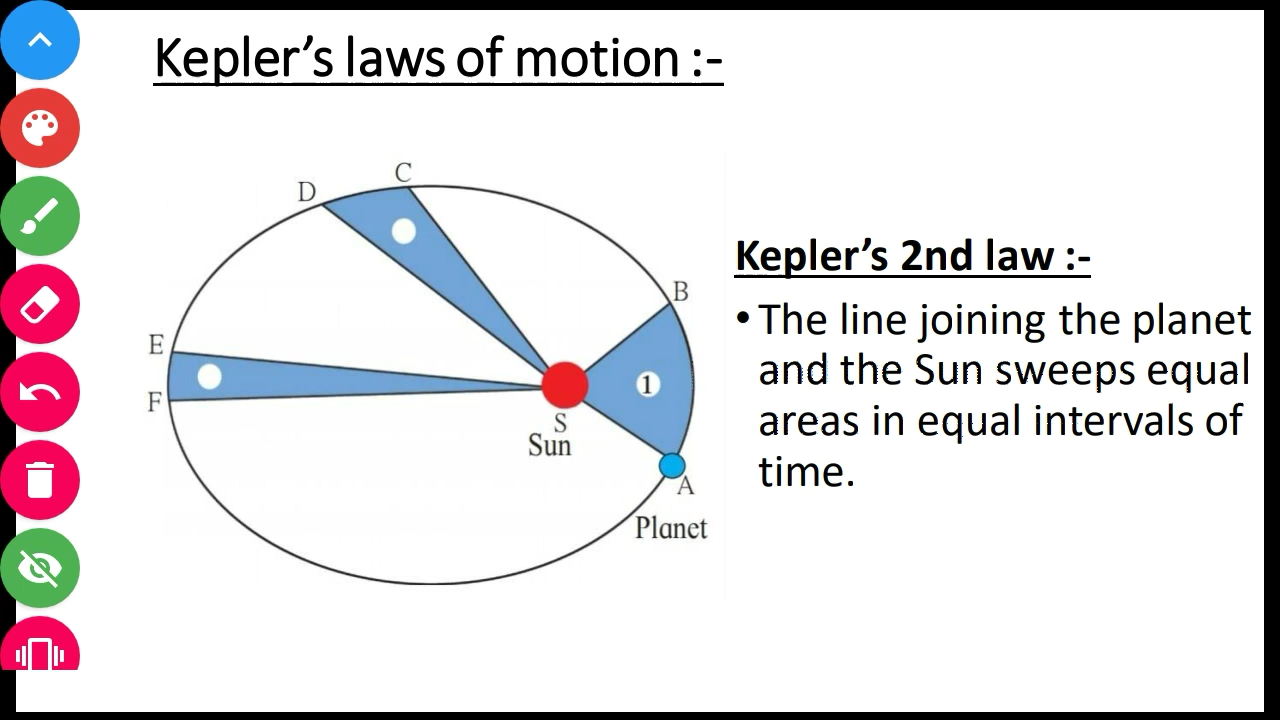 Kepler’s laws of motion :-
C
D
B
E
F
1
S
Sun
A
Planet
Kepler’s 2nd law :-
• The line joining the planet
and the Sun sweeps equal
areas in equal intervals of
time.